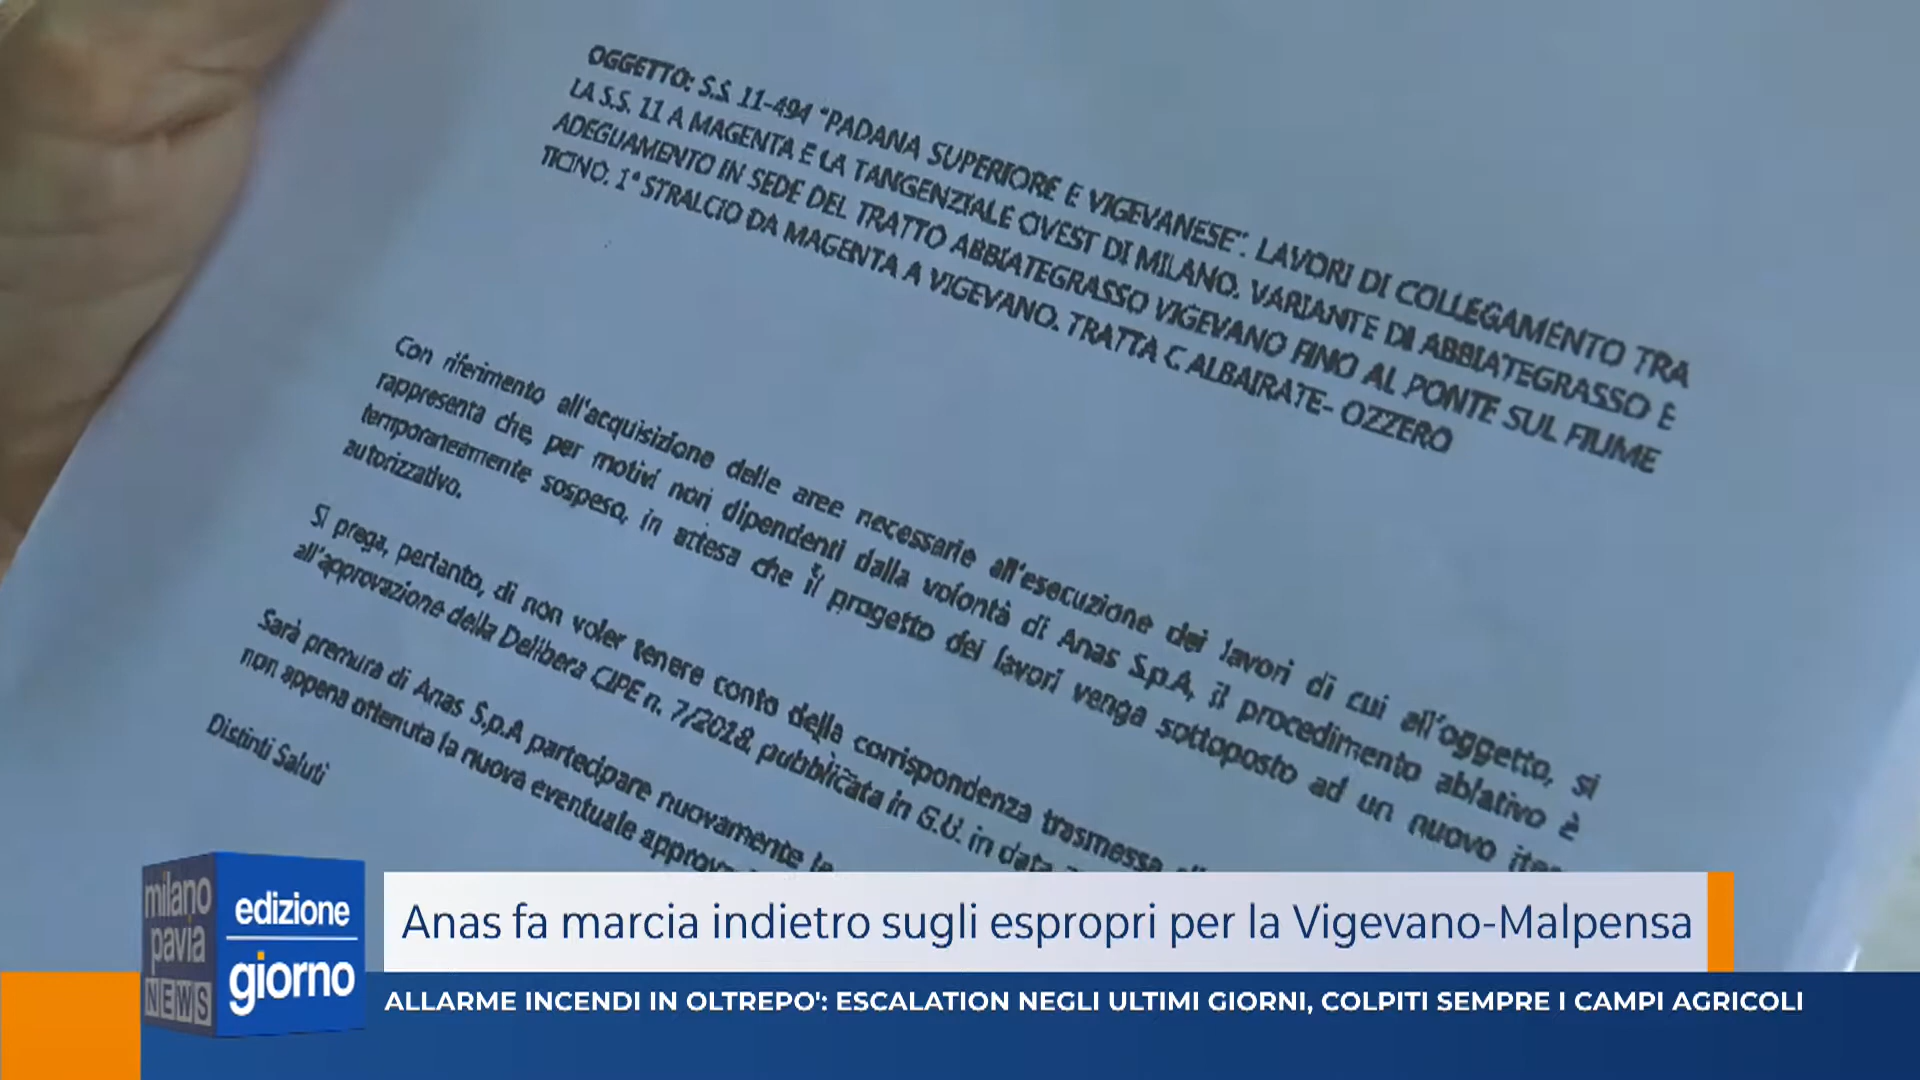 OGGETTO: S.S. 11-494 "PADANA SUPERIORE E VIGEVANESE". LAVORI DI COLLEGAMENTO TRA
LA S.S. 11 A MAGENTA E LA TANGENZIALE OVEST DI MILANO. VARIANTE DI ABBIATEGRASSO E
ADEGUAMENTO IN SEDE DEL TRATTO ABBIATEGRASSO VIGEVANO FINO AL PONTE SUL FIUME
TICINO. 1° STRALCIO DA MAGENTA A VIGEVANO. TRATTA C ALBAIRATE- OZZERO
Con riferimento all'acquisizione delle aree necessarie all'esecuzione dei lavori di cui all'oggetto, si
rappresenta che, per motivi non dipendenti dalla volontà di Anas S.p.A, il procedimento ablativo è
temporaneamente sospeso, in attesa che il progetto dei lavori venga sottoposto ad un nuovo iter
autorizzativo.
Si prega, pertanto, di non voler tenere conto della corrispondenza trasmessa
all'approvazione della Delibera CIPE n. 7/2018, pubblicata in G.U. in data
Sarà premura di Anas S.p.A partecipare nuovamente le
non appena ottenuta la nuova eventuale
Distinti Saluti
milano
pavia
NEWS
edizione
giorno
Anas fa marcia indietro sugli espropri per la Vigevano-Malpensa
ALLARME INCENDI IN OLTREPO': ESCALATION NEGLI ULTIMI GIORNI, COLPITI SEMPRE I CAMPI AGRICOLI